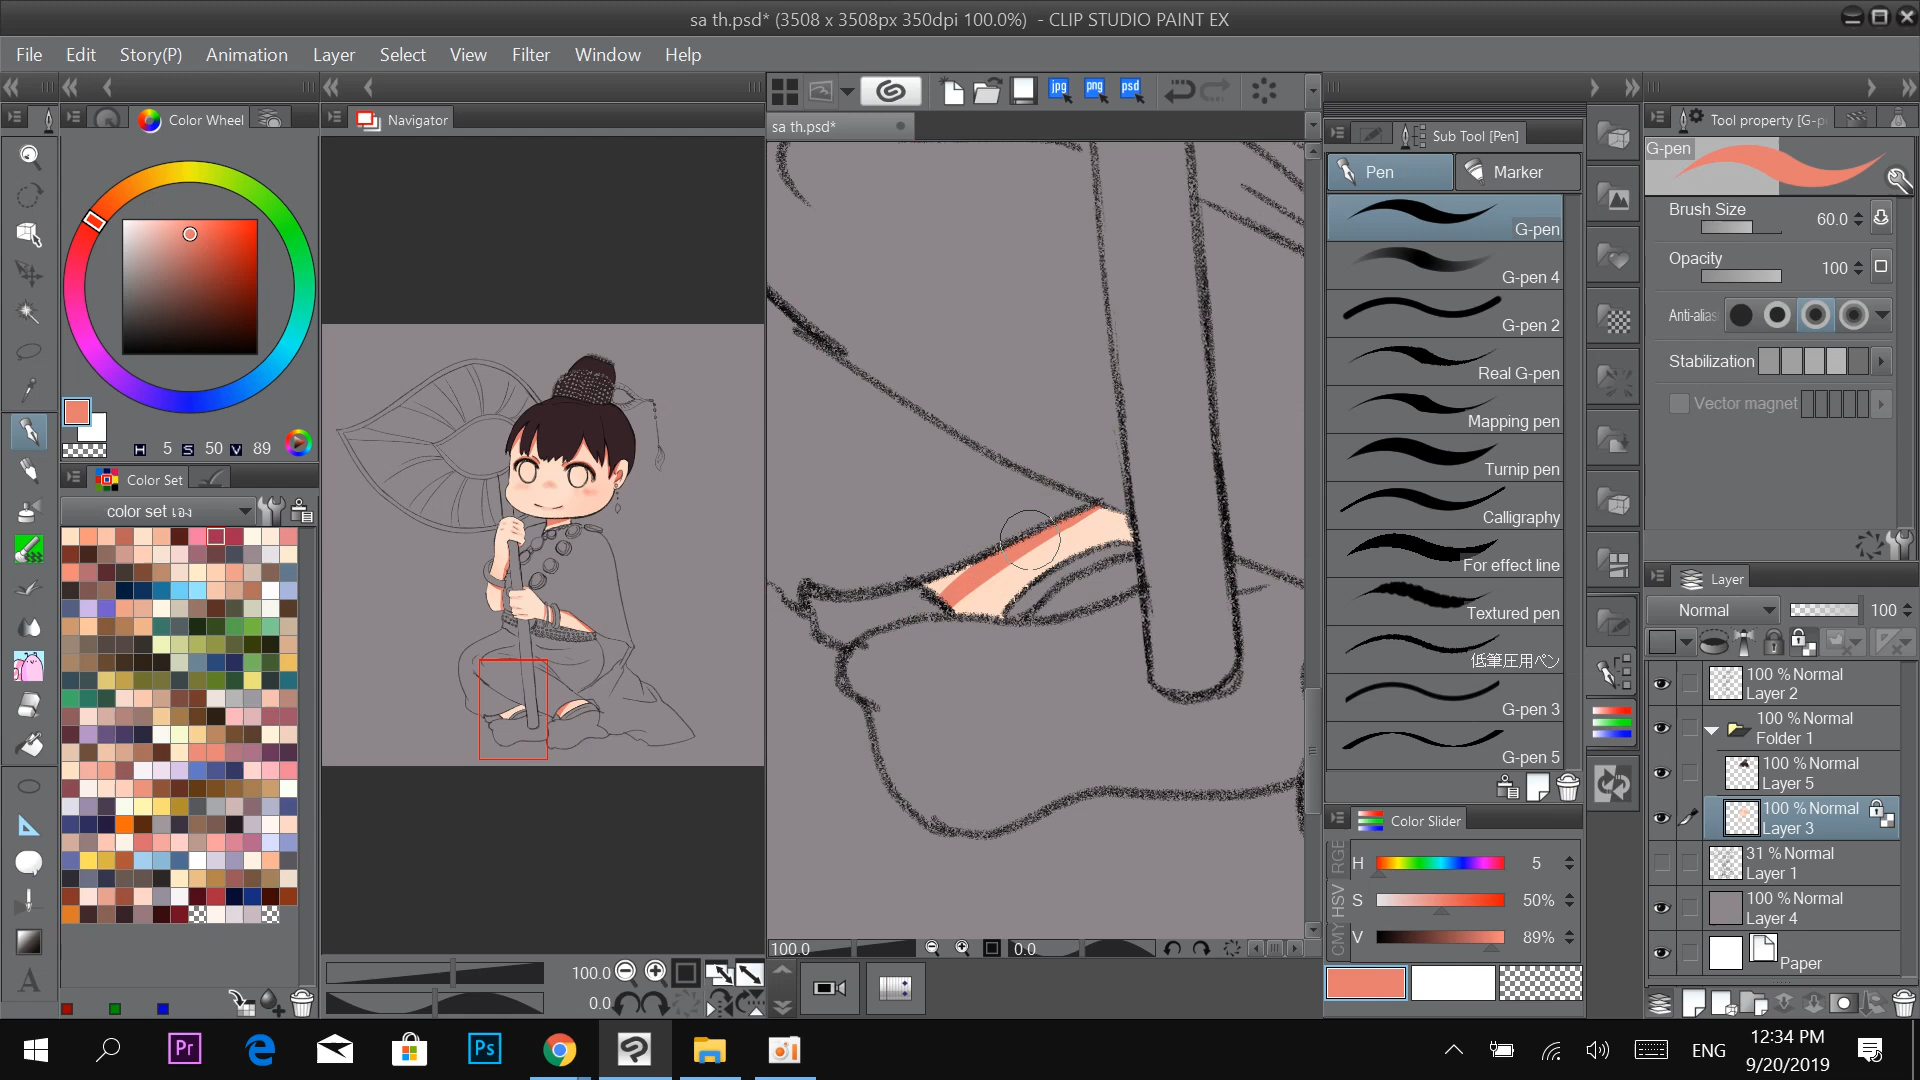 sa th.psd* (3508 x 3508px 350dpi 100.0%)  - CLIP STUDIO PAINT EX
File Edit Story(P) Animation Layer Select View Filter Window Help
Color Wheel
Navigator
jpg png psd
sa th.psd*
Sub Tool [Pen]
Tool property [G-p
Pen
Marker
G-pen
G-pen
G-pen 4
G-pen 2
Real G-pen
Mapping pen
Turnip pen
Calligraphy
For effect line
Textured pen
低筆圧用ペン
G-pen 3
G-pen 5
Brush Size 60.0
Opacity 100
Anti-alias
Stabilization
Vector magnet
H 5 S 50 V 89
Color Set
color set เอง
Layer
Normal 100
100 % Normal
Layer 2
100 % Normal
Folder 1
100 % Normal
Layer 5
100 % Normal
Layer 3
31 % Normal
Layer 1
100 % Normal
Layer 4
Paper
Color Slider
RGB
HSV
CMY
H 5
S 50%
V 89%
100.0 0.0
100.0
0.0
A
Pr
Ps
ENG
12:34 PM
9/20/2019